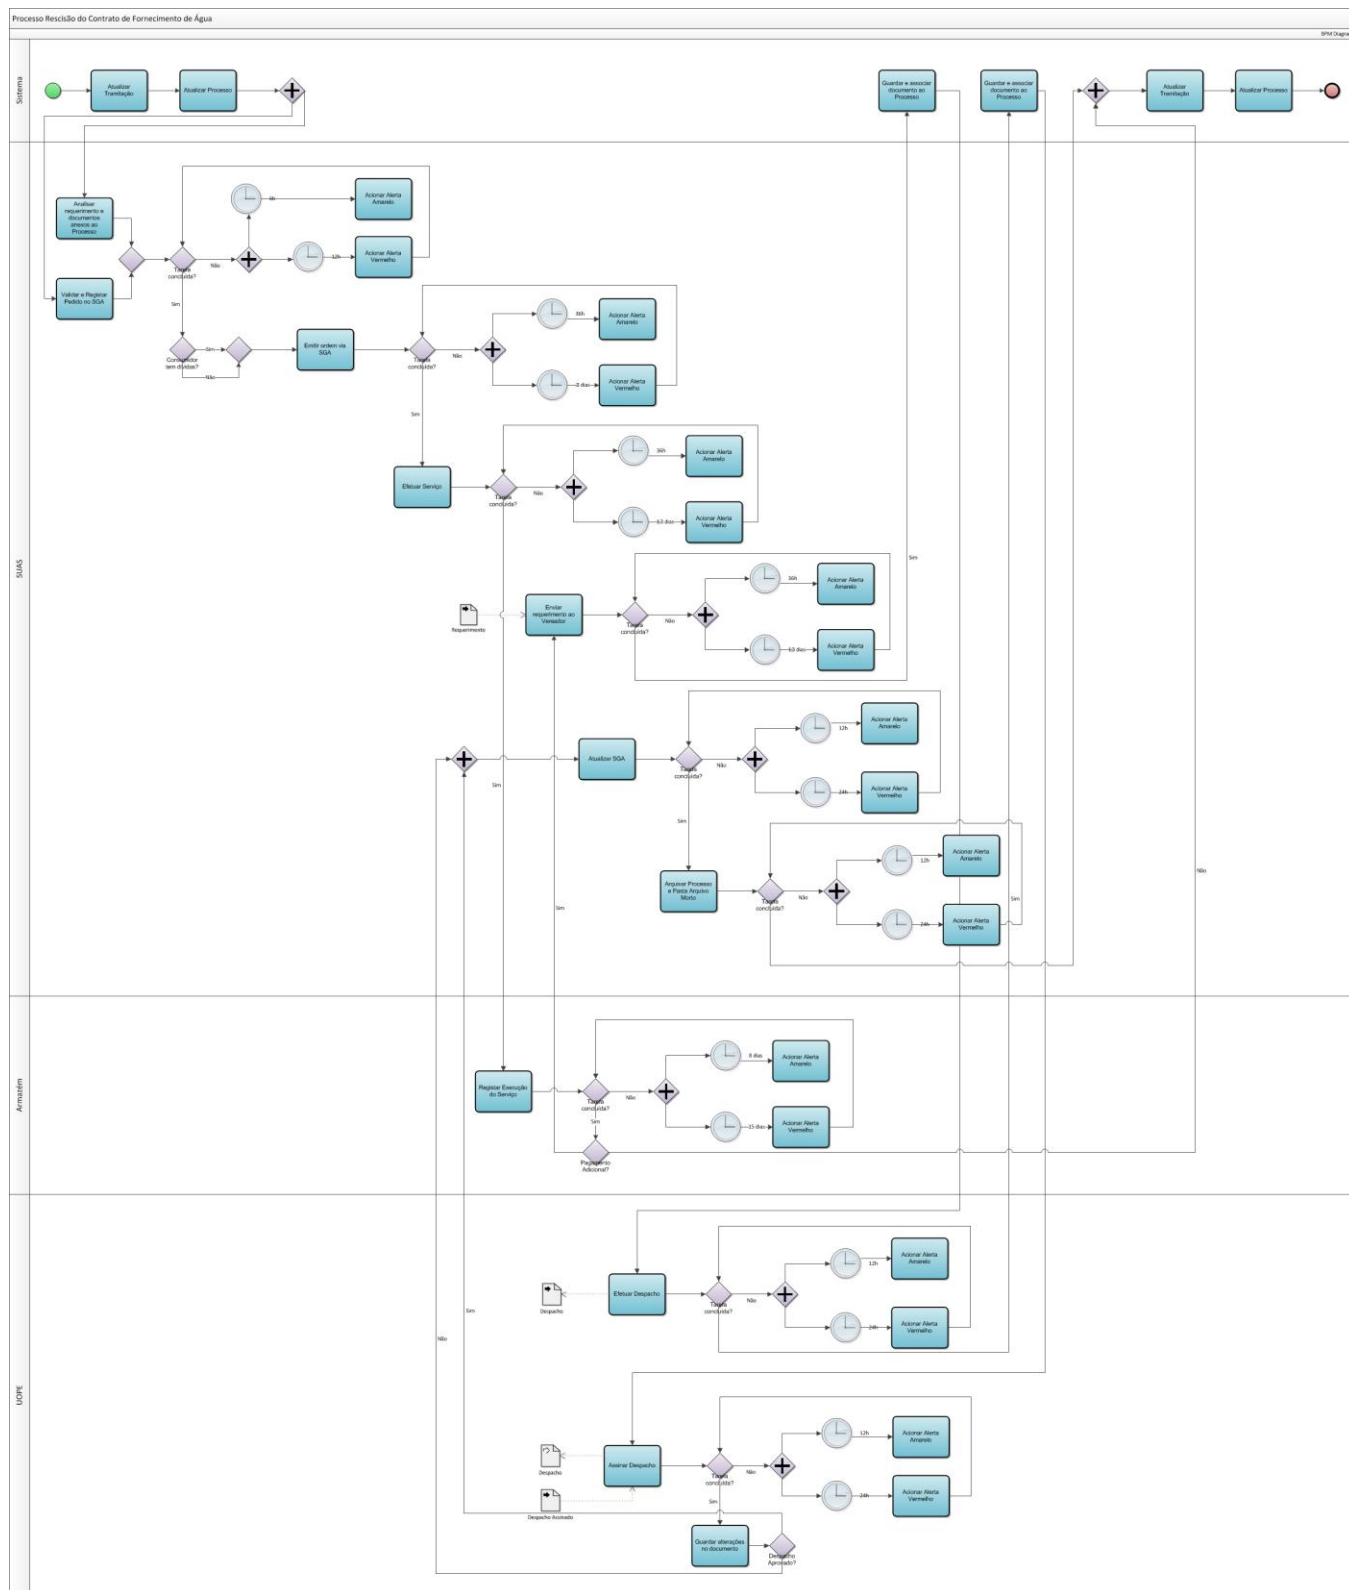 Processo Rescisão do Contrato de Fornecimento de Água
BPM Diagra
Sistema
Atualizar
Tramitação
Atualizar Processo
Guardar e associar
documento ao
Processo
Guardar e associar
documento ao
Processo
Atualizar
Tramitação
Atualizar Processo
SUAS
Analisar
requerimento e
documentos
anexos ao
Processo
Validar e Registar
Pedido no SGA
Tarefa
concluída?
Não
Sim
Acionar Alerta
Amarelo
12h
Acionar Alerta
Vermelho
Consumidor
tem dívidas?
Sim
Não
Emitir ordem via
SGA
Tarefa
concluída?
Não
Sim
Acionar Alerta
Amarelo
Acionar Alerta
Vermelho
Efetuar Serviço
Tarefa
concluída?
Não
Sim
36h
Acionar Alerta
Amarelo
Acionar Alerta
Vermelho
Requerimento
Enviar
requerimento ao
Vereador
Tarefa
concluída?
Não
Sim
36h
Acionar Alerta
Amarelo
Acionar Alerta
Vermelho
Atualizar SGA
Tarefa
concluída?
Não
Sim
12h
Acionar Alerta
Amarelo
24h
Acionar Alerta
Vermelho
Arquivar Processo
e Pasta Arquivo
Morto
Tarefa
concluída?
Não
Sim
12h
Acionar Alerta
Amarelo
24h
Acionar Alerta
Vermelho
Sim
Não
Armazém
Registar Execução
do Serviço
Tarefa
concluída?
Não
Sim
8 dias
Acionar Alerta
Amarelo
15 dias
Acionar Alerta
Vermelho
Pagamento
Adicional?
UOPE
Despacho
Efetuar Despacho
Tarefa
concluída?
Não
12h
Acionar Alerta
Amarelo
24h
Acionar Alerta
Vermelho
Sim
Não
Despacho
Despacho Assinado
Assinar Despacho
Tarefa
concluída?
Não
Sim
12h
Acionar Alerta
Amarelo
24h
Acionar Alerta
Vermelho
Guardar alterações
no documento
Despacho
Aprovado?